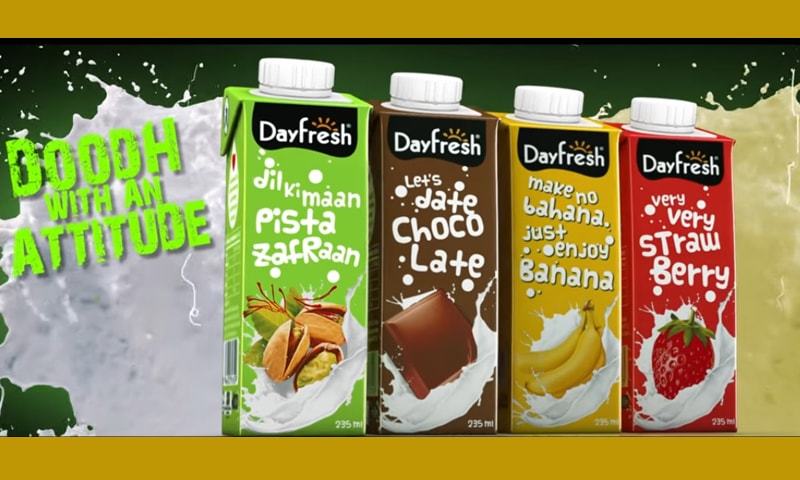 DOODH
WITH AN
ATTITUDE
Dayfresh®
dil ki maan
Pista
zafRaan
235 ml
Dayfresh®
Let's
date
CHOCO
Late
235 ml
Dayfresh®
make no
bahana,
just
enjoy
Banana
235 ml
Dayfresh®
very
very
STRAW
Berry
235 ml